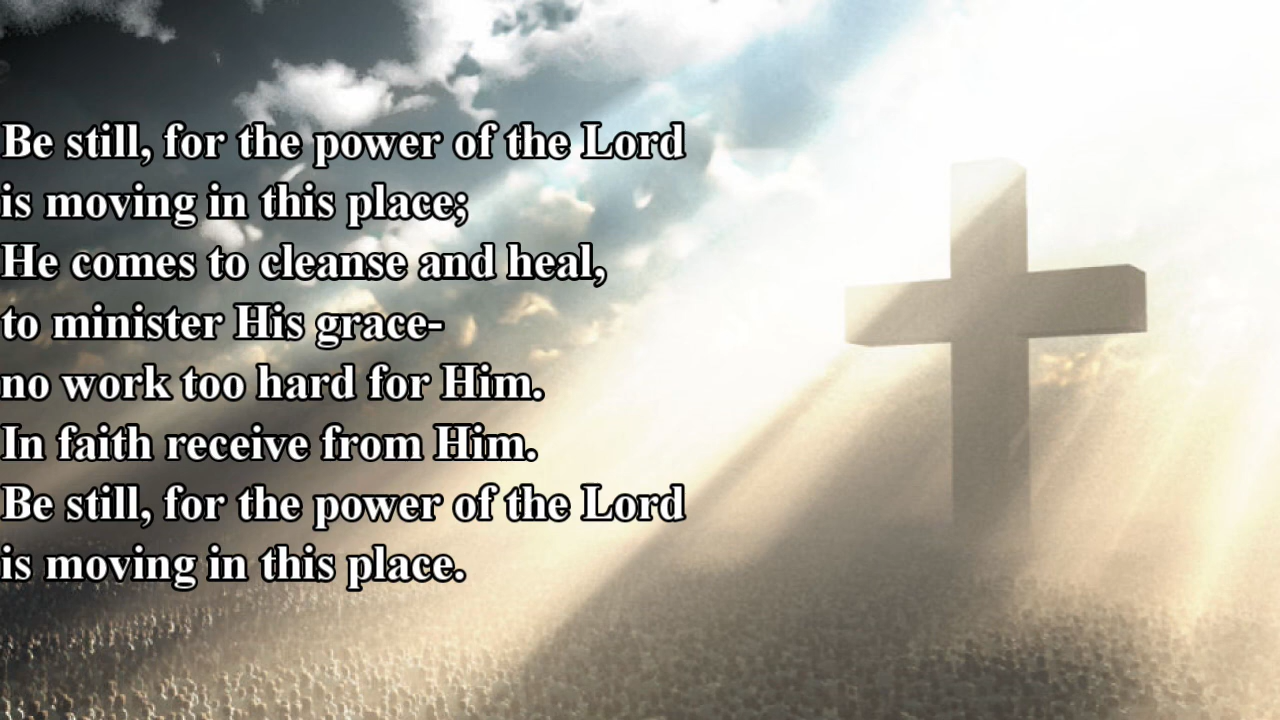 Be still, for the power of the Lord
is moving in this place;
He comes to cleanse and heal,
to minister His grace-
no work too hard for Him.
In faith receive from Him.
Be still, for the power of the Lord
is moving in this place.